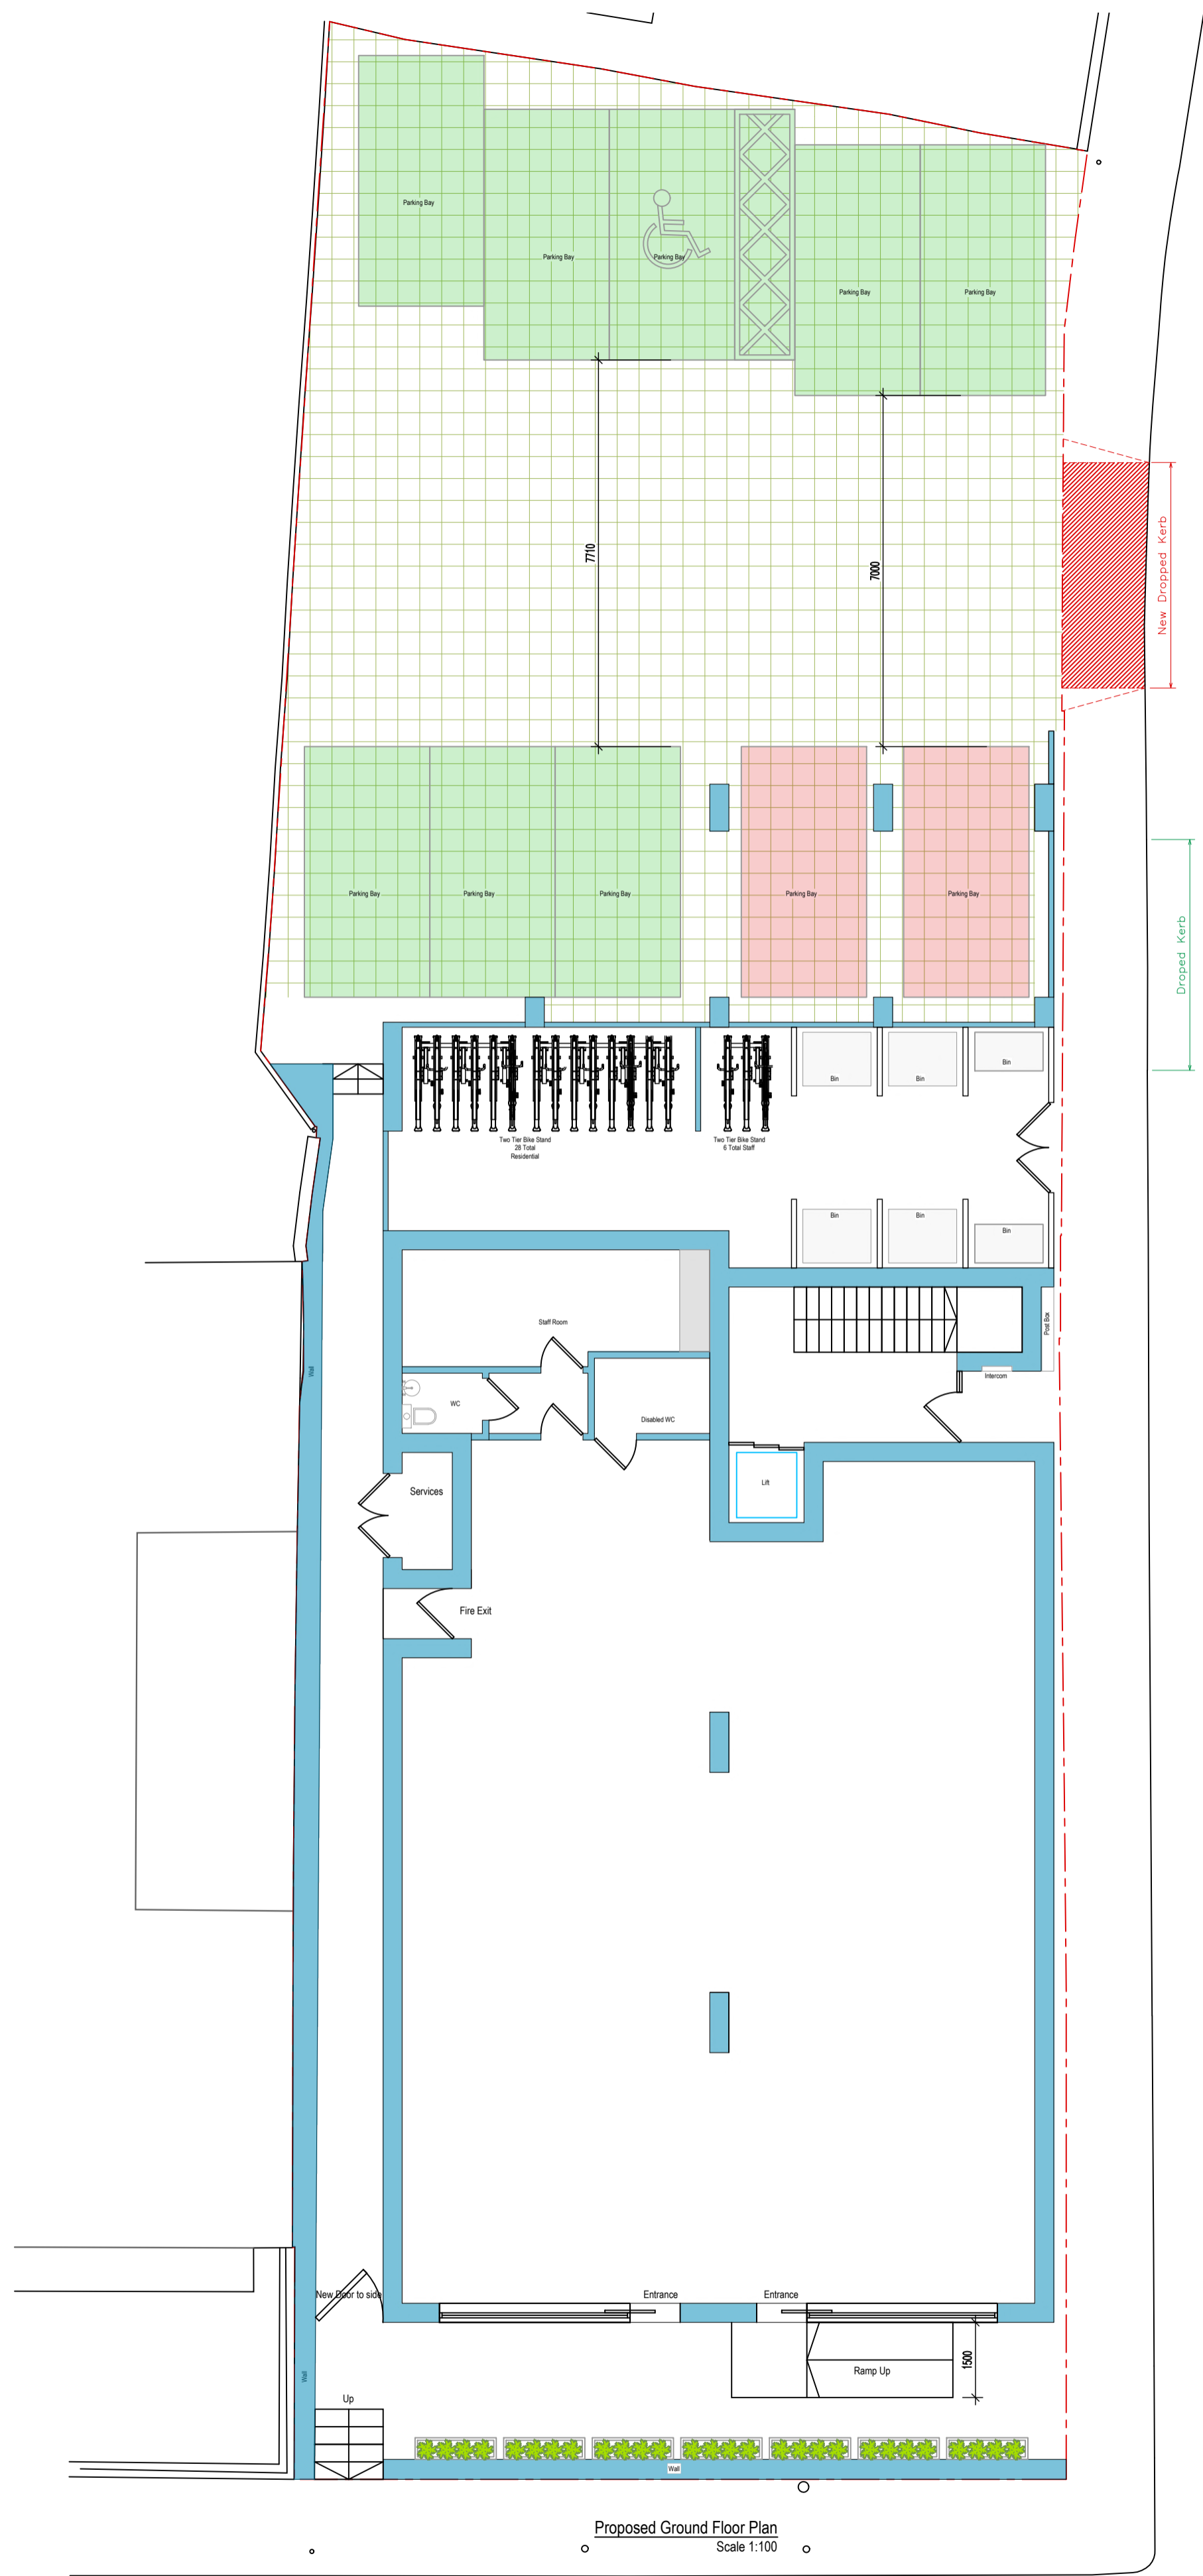 Parking Bay
Parking Bay
Parking Bay
Parking Bay
Parking Bay
7710
7000
New Dropped Kerb
Parking Bay
Parking Bay
Parking Bay
Parking Bay
Parking Bay
Droped Kerb
Bin
Bin
Bin
Two Tier Bike Stand
28 Total
Residential
Two Tier Bike Stand
6 Total Staff
Bin
Bin
Bin
Staff Room
Post Box
Wall
Intercom
WC
Disabled WC
Lift
Services
Fire Exit
New Door to side
Entrance
Entrance
1500
Ramp Up
Wall
Up
Wall
Proposed Ground Floor Plan
Scale 1:100